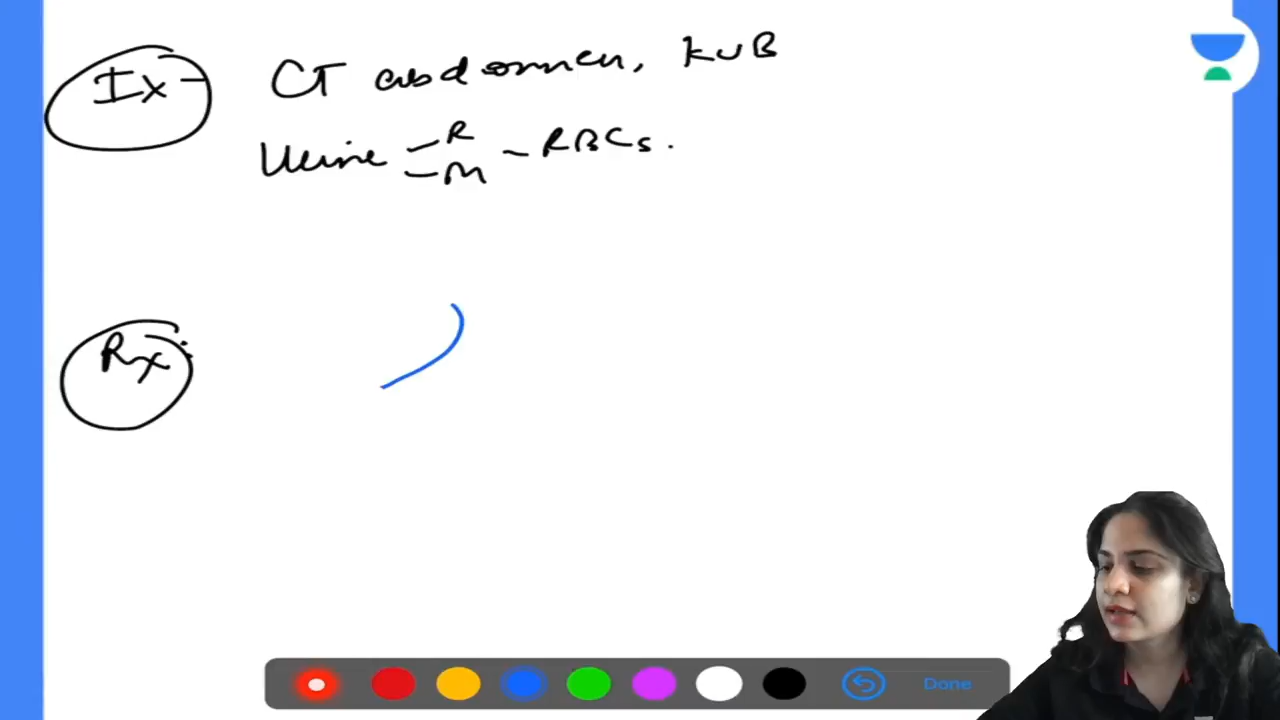 Ix - CT abdomen, KUB
Urine - R - RBCs.
- M
Rx
Done